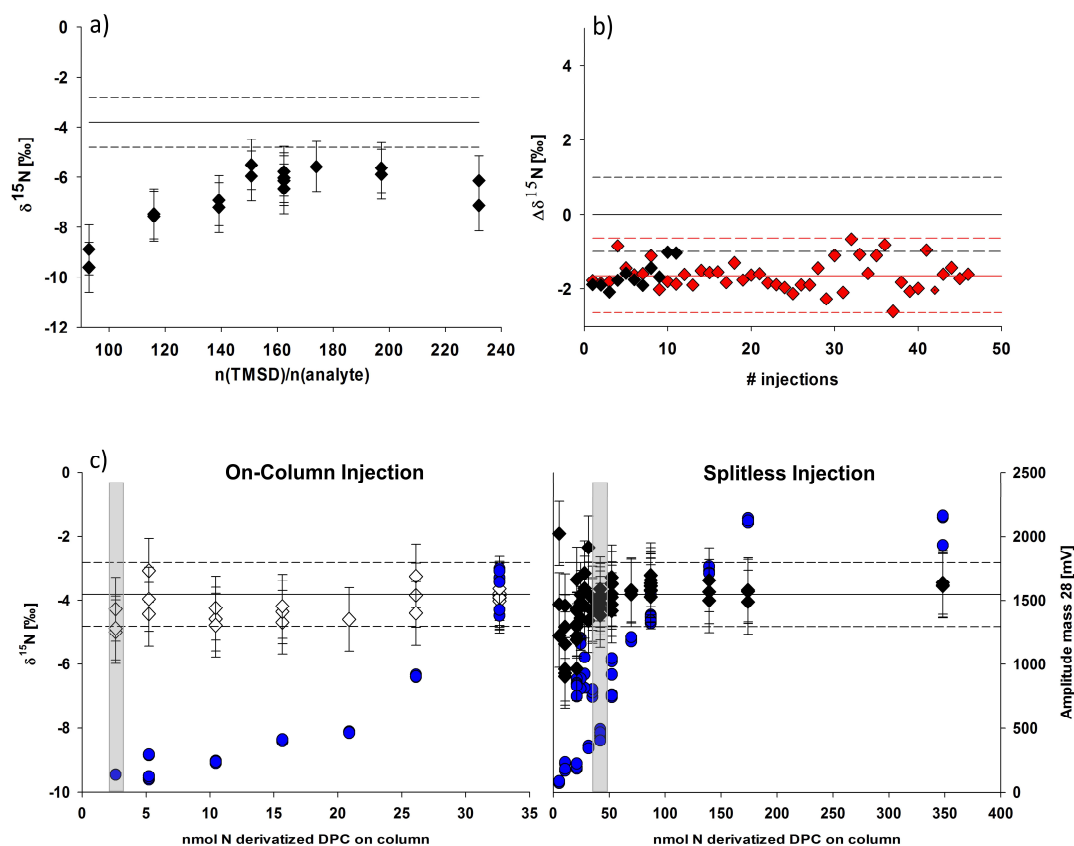 a)
δ ¹⁵N [‰]
0
-2
-4
-6
-8
-10
-12
100 120 140 160 180 200 220 240
n(TMSD)/n(analyte)
b)
Δδ ¹⁵N [‰]
4
2
0
-2
0 10 20 30 40 50
# injections
c)
On-Column Injection
δ ¹⁵N [‰]
0
-2
-4
-6
-8
-10
0 5 10 15 20 25 30 35
nmol N derivatized DPC on column
Splitless Injection
2500
2000
1500
1000
500
0
Amplitude mass 28 [mV]
0 50 100 150 200 250 300 350 400
nmol N derivatized DPC on column